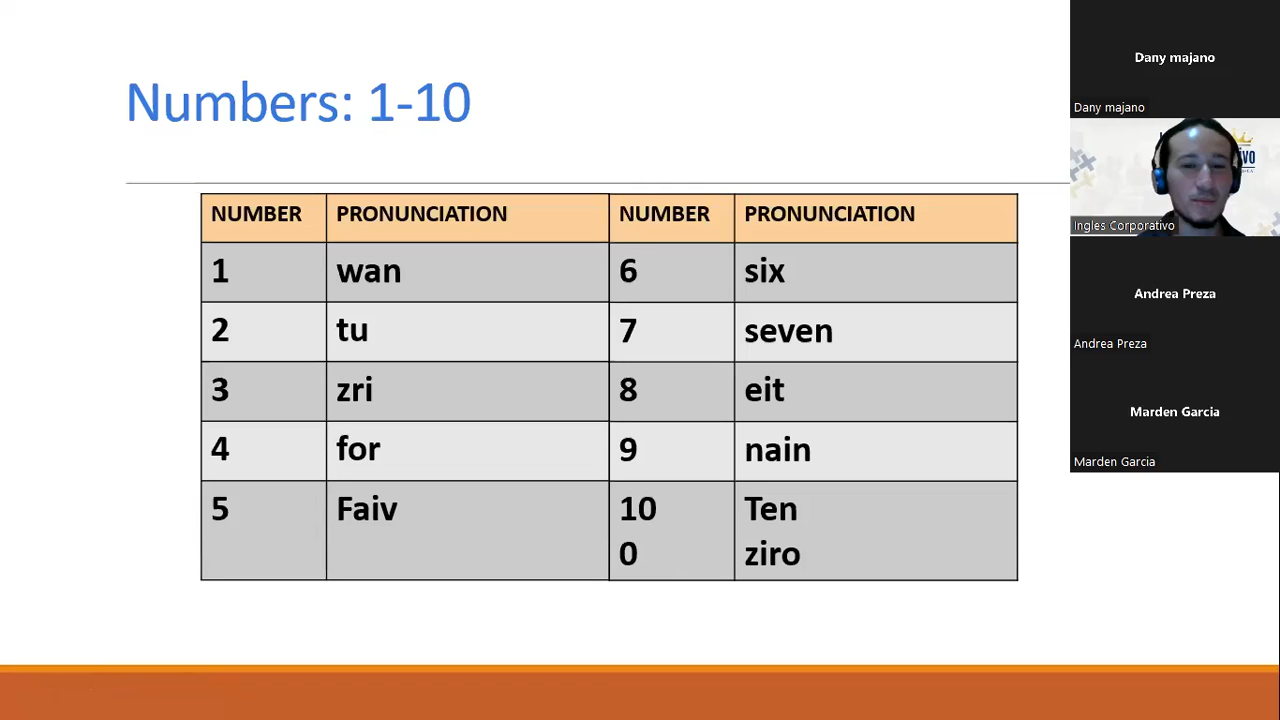 Numbers: 1-10
NUMBER PRONUNCIATION NUMBER PRONUNCIATION
1 wan 6 six
2 tu 7 seven
3 zri 8 eit
4 for 9 nain
5 Faiv 10 Ten
0 ziro
Dany majano
Dany majano
Ingles Corporativo
Andrea Preza
Andrea Preza
Marden Garcia
Marden Garcia